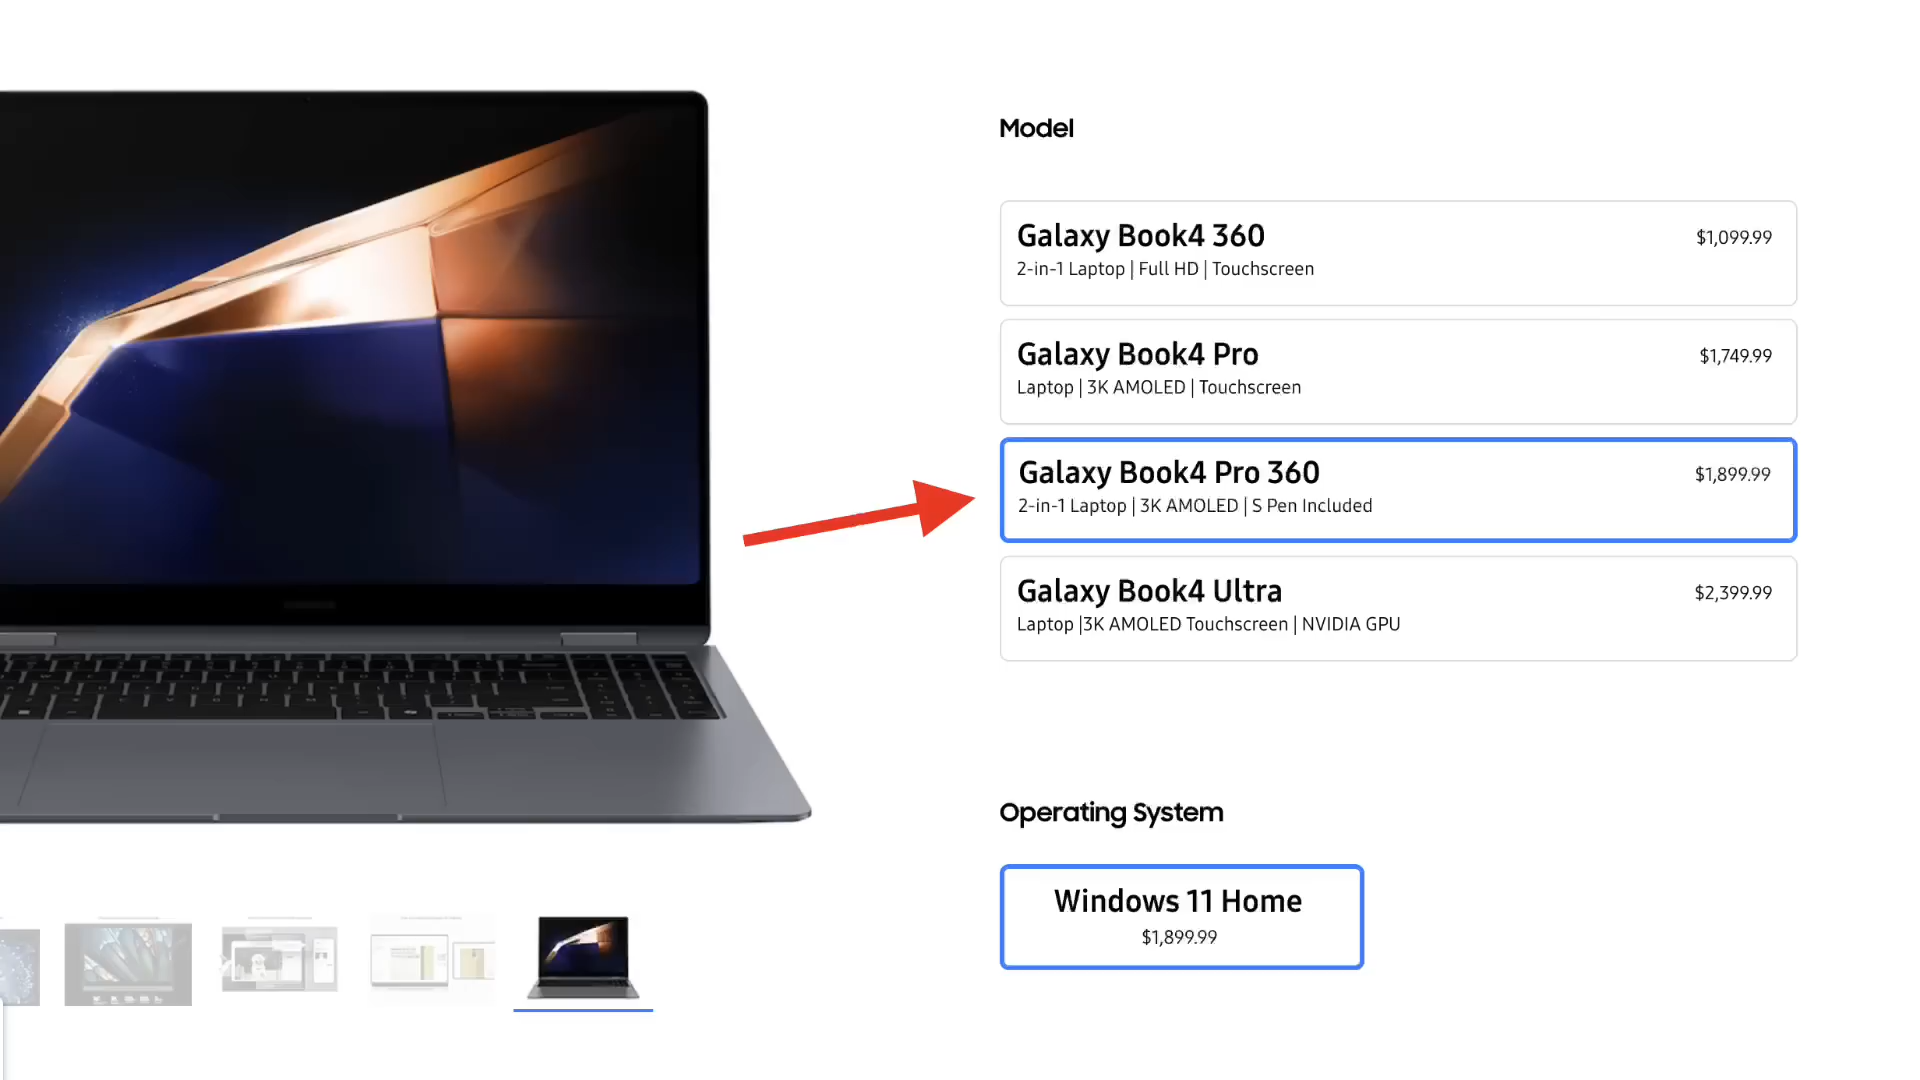 Model
Galaxy Book4 360
$1,099.99
2-in-1 Laptop | Full HD | Touchscreen
Galaxy Book4 Pro
$1,749.99
Laptop | 3K AMOLED | Touchscreen
Galaxy Book4 Pro 360
$1,899.99
2-in-1 Laptop | 3K AMOLED | S Pen Included
Galaxy Book4 Ultra
$2,399.99
Laptop |3K AMOLED Touchscreen | NVIDIA GPU
Operating System
Windows 11 Home
$1,899.99